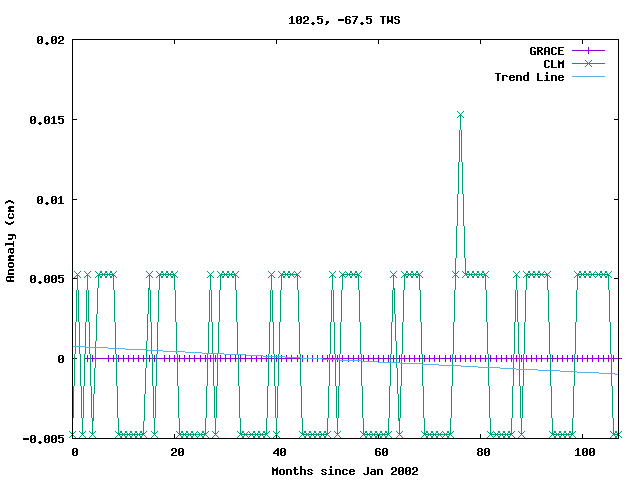 102.5, -67.5 TWS
GRACE
CLM
Trend Line
0.02
0.015
0.01
0.005
0
-0.005
Anomaly (cm)
0 20 40 60 80 100
Months since Jan 2002